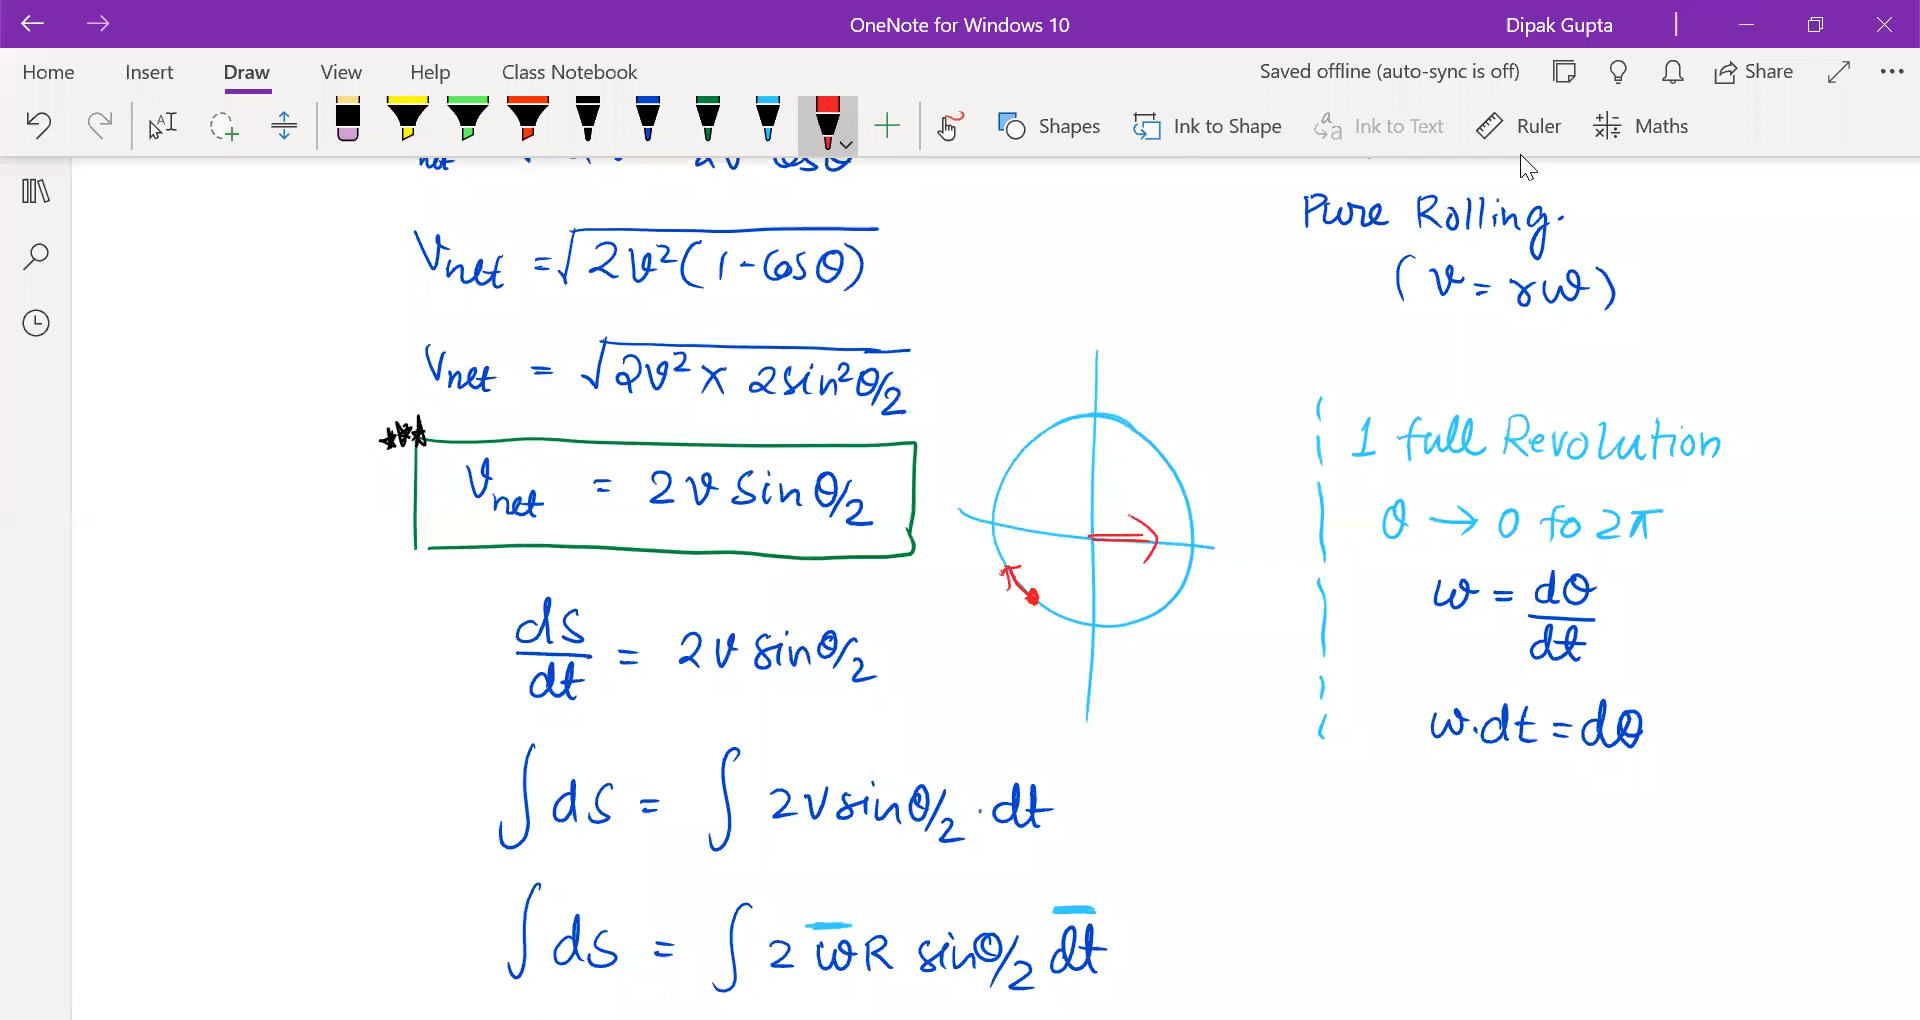 OneNote for Windows 10
Dipak Gupta
Home Insert Draw View Help Class Notebook
Saved offline (auto-sync is off) Share
Shapes Ink to Shape Ink to Text Ruler Maths
Pure Rolling.
(v = rω)
Vnet = √2v²(1 - Cosθ)
Vnet = √2v² × 2sin²θ/2
Vnet = 2v Sin θ/2
ds/dt = 2v sinθ/2
∫ds = ∫2vsinθ/2 · dt
∫ds = ∫2 ωR sinθ/2 dt
1 full Revolution
θ → 0 to 2π
ω = dθ/dt
ω.dt = dθ